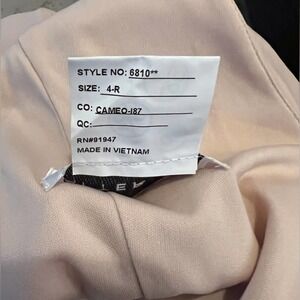 STYLE NO: 6810**
SIZE: 4-R
CO: CAMEO-I87
QC:
RN#91947
MADE IN VIETNAM